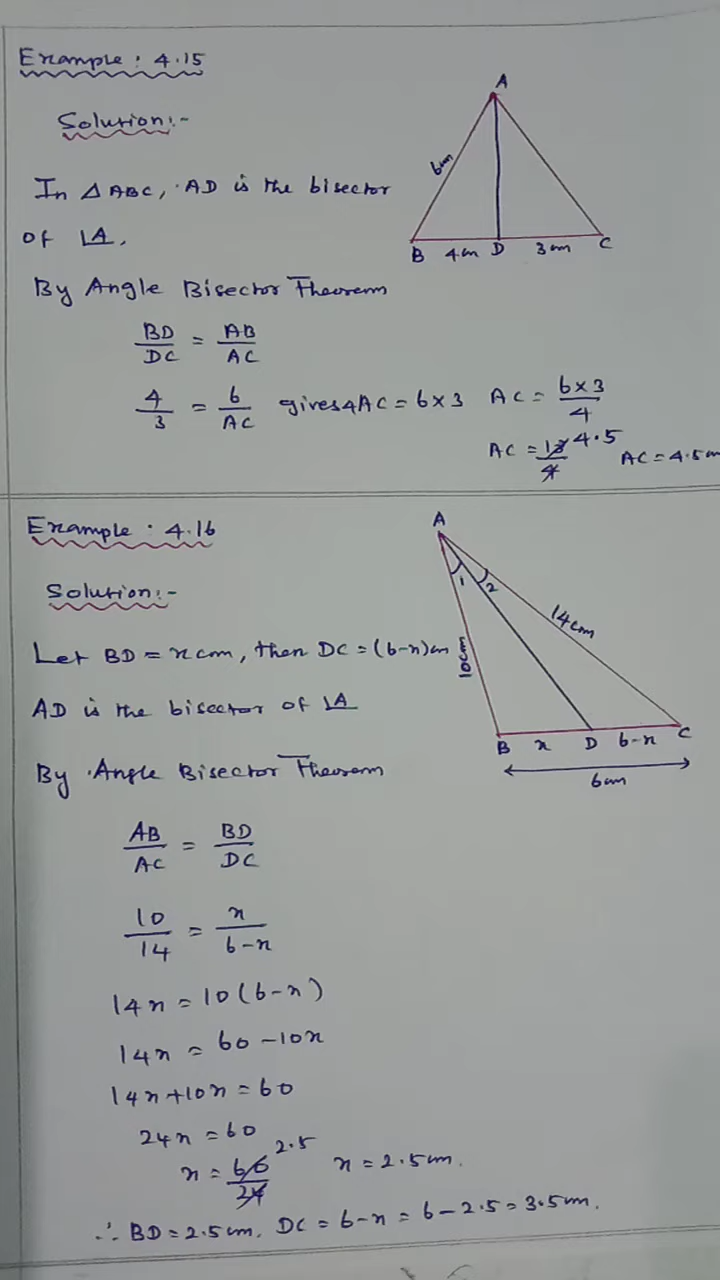 Example : 4.15
Solution:-
In △ABC, AD is the bisector
of ∠A.
By Angle Bisector Theorem
BD/DC = AB/AC
4/3 = 6/AC gives 4AC = 6×3 AC = 6×3/4
AC = 18/4 4.5 AC = 4.5cm
A
6cm
B 4cm D 3cm C
Example : 4.16
Solution:-
Let BD = x cm, then DC = (6-x)cm
AD is the bisector of ∠A
By Angle Bisector Theorem
AB/AC = BD/DC
10/14 = x/6-x
14x = 10(6-x)
14x = 60-10x
14x+10x = 60
24x = 60
x = 60/24 2.5 x = 2.5cm.
∴ BD = 2.5cm. DC = 6-x = 6-2.5 = 3.5cm.
A
1 2
10cm 14cm
B x D 6-x C
6cm